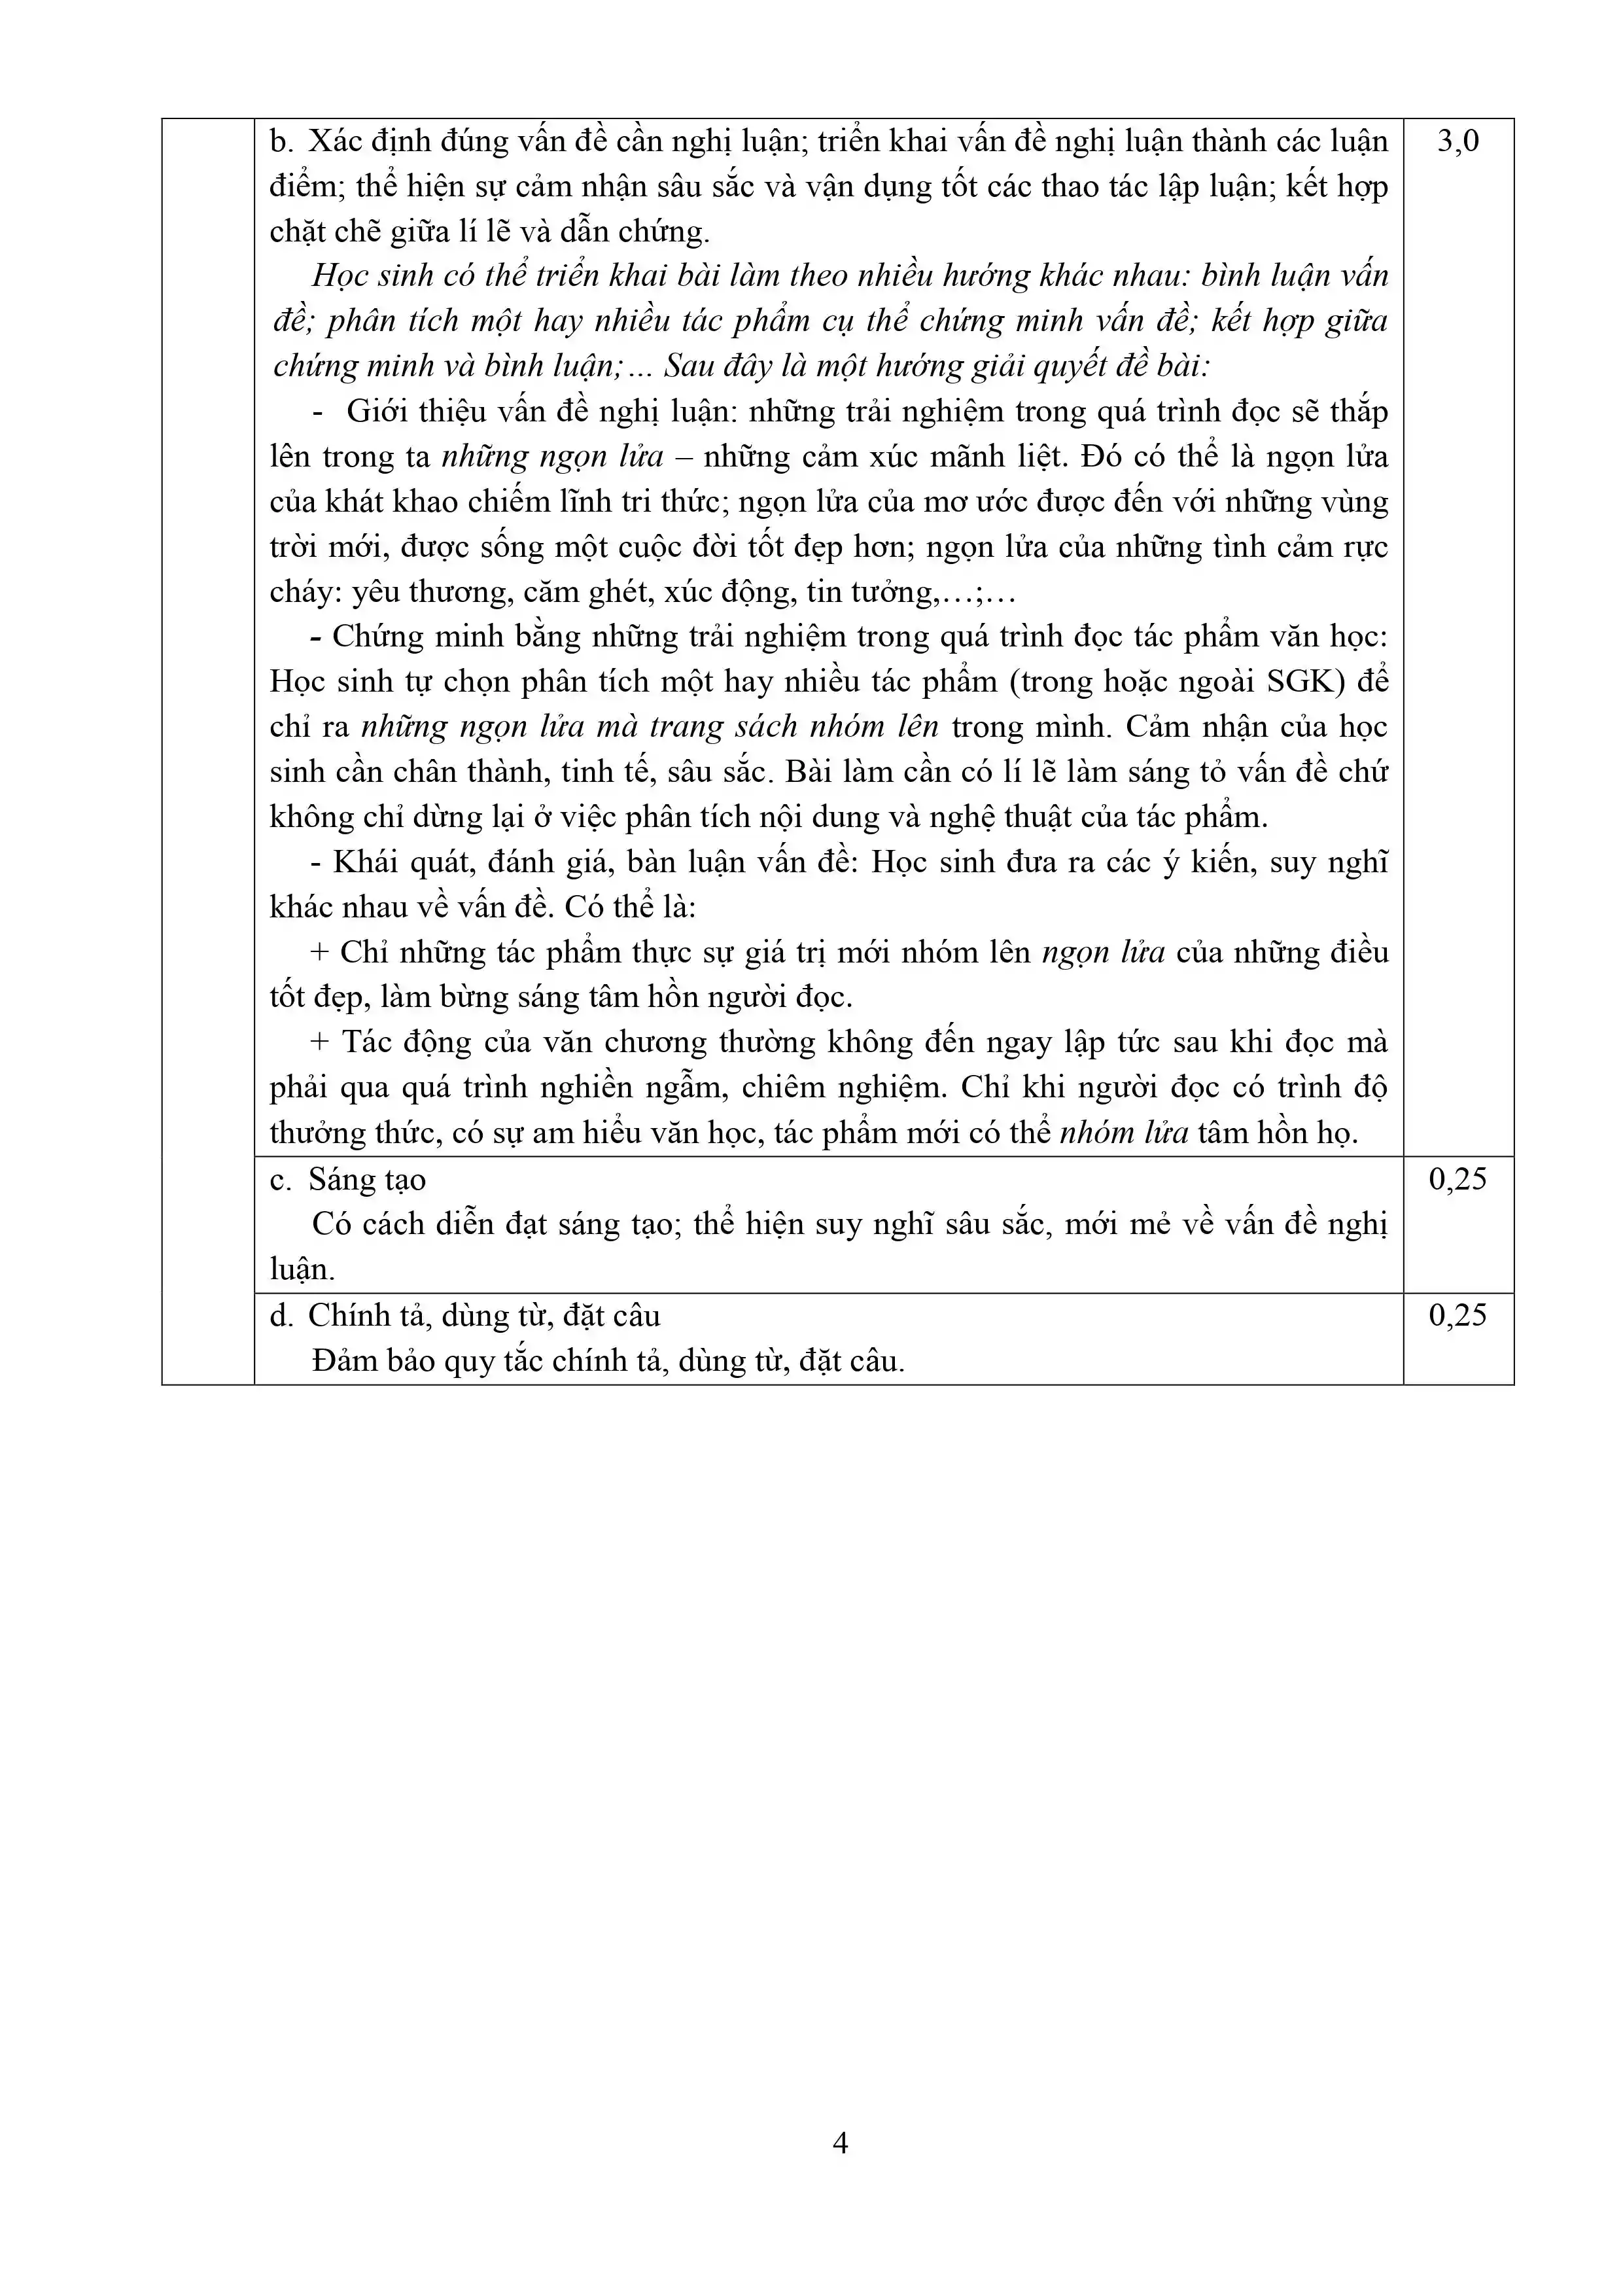 b. Xác định đúng vấn đề cần nghị luận; triển khai vấn đề nghị luận thành các luận
điểm; thể hiện sự cảm nhận sâu sắc và vận dụng tốt các thao tác lập luận; kết hợp
chặt chẽ giữa lí lẽ và dẫn chứng.
3,0
Học sinh có thể triển khai bài làm theo nhiều hướng khác nhau: bình luận vấn
đề; phân tích một hay nhiều tác phẩm cụ thể chứng minh vấn đề; kết hợp giữa
chứng minh và bình luận;… Sau đây là một hướng giải quyết đề bài:
- Giới thiệu vấn đề nghị luận: những trải nghiệm trong quá trình đọc sẽ thắp
lên trong ta những ngọn lửa – những cảm xúc mãnh liệt. Đó có thể là ngọn lửa
của khát khao chiếm lĩnh tri thức; ngọn lửa của mơ ước được đến với những vùng
trời mới, được sống một cuộc đời tốt đẹp hơn; ngọn lửa của những tình cảm rực
cháy: yêu thương, căm ghét, xúc động, tin tưởng,…;…
- Chứng minh bằng những trải nghiệm trong quá trình đọc tác phẩm văn học:
Học sinh tự chọn phân tích một hay nhiều tác phẩm (trong hoặc ngoài SGK) để
chỉ ra những ngọn lửa mà trang sách nhóm lên trong mình. Cảm nhận của học
sinh cần chân thành, tinh tế, sâu sắc. Bài làm cần có lí lẽ làm sáng tỏ vấn đề chứ
không chỉ dừng lại ở việc phân tích nội dung và nghệ thuật của tác phẩm.
- Khái quát, đánh giá, bàn luận vấn đề: Học sinh đưa ra các ý kiến, suy nghĩ
khác nhau về vấn đề. Có thể là:
+ Chỉ những tác phẩm thực sự giá trị mới nhóm lên ngọn lửa của những điều
tốt đẹp, làm bừng sáng tâm hồn người đọc.
+ Tác động của văn chương thường không đến ngay lập tức sau khi đọc mà
phải qua quá trình nghiền ngẫm, chiêm nghiệm. Chỉ khi người đọc có trình độ
thưởng thức, có sự am hiểu văn học, tác phẩm mới có thể nhóm lửa tâm hồn họ.
c. Sáng tạo
0,25
Có cách diễn đạt sáng tạo; thể hiện suy nghĩ sâu sắc, mới mẻ về vấn đề nghị
luận.
d. Chính tả, dùng từ, đặt câu
0,25
Đảm bảo quy tắc chính tả, dùng từ, đặt câu.
4